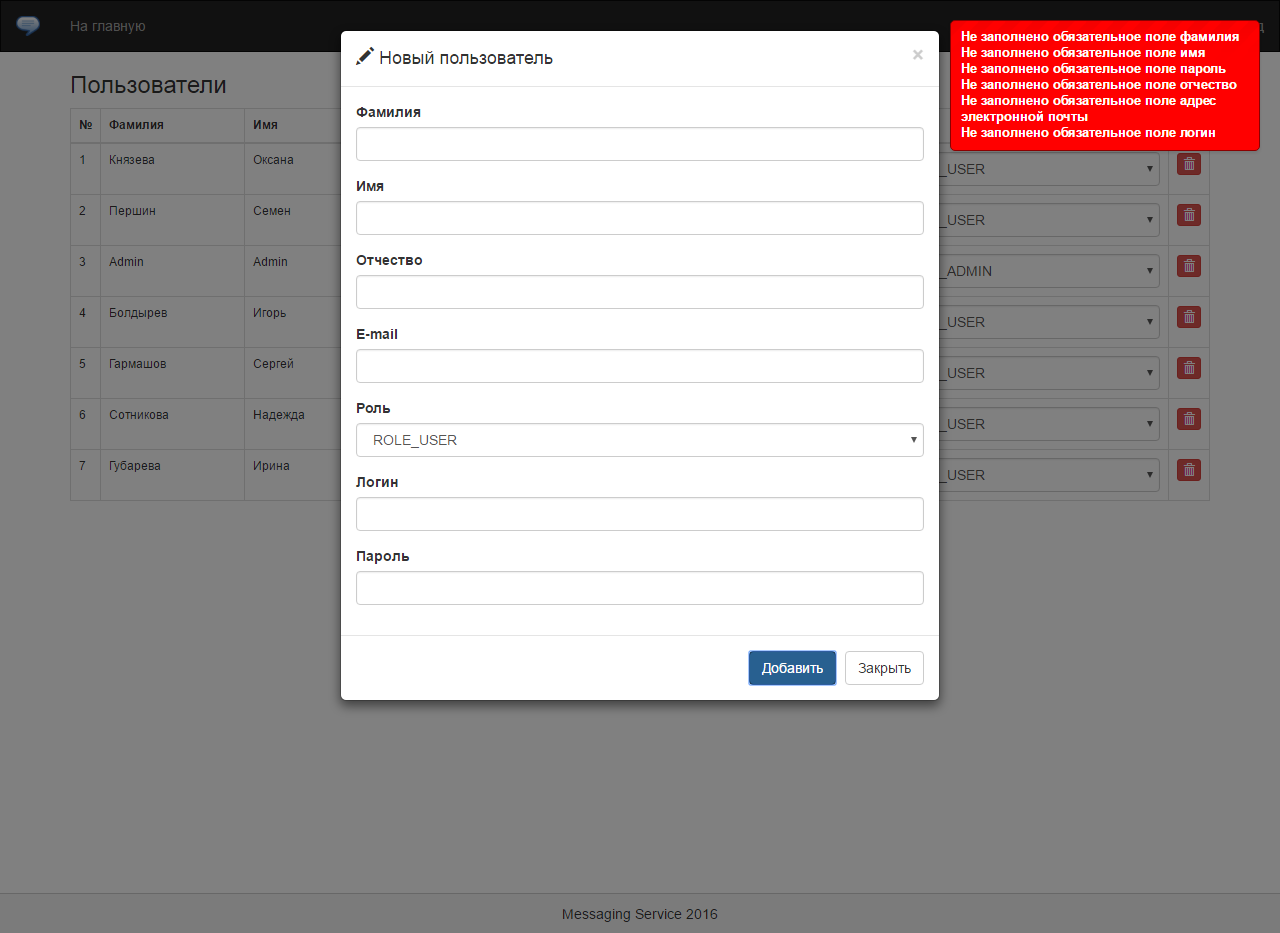 На главную
Пользователи
№ Фамилия Имя
1 Князева Оксана _USER
2 Першин Семен _USER
3 Admin Admin _ADMIN
4 Болдырев Игорь _USER
5 Гармашов Сергей _USER
6 Сотникова Надежда _USER
7 Губарева Ирина _USER
Новый пользователь ×
Фамилия
Имя
Отчество
E-mail
Роль
ROLE_USER
Логин
Пароль
Добавить Закрыть
Не заполнено обязательное поле фамилия
Не заполнено обязательное поле имя
Не заполнено обязательное поле пароль
Не заполнено обязательное поле отчество
Не заполнено обязательное поле адрес
электронной почты
Не заполнено обязательное поле логин
Messaging Service 2016